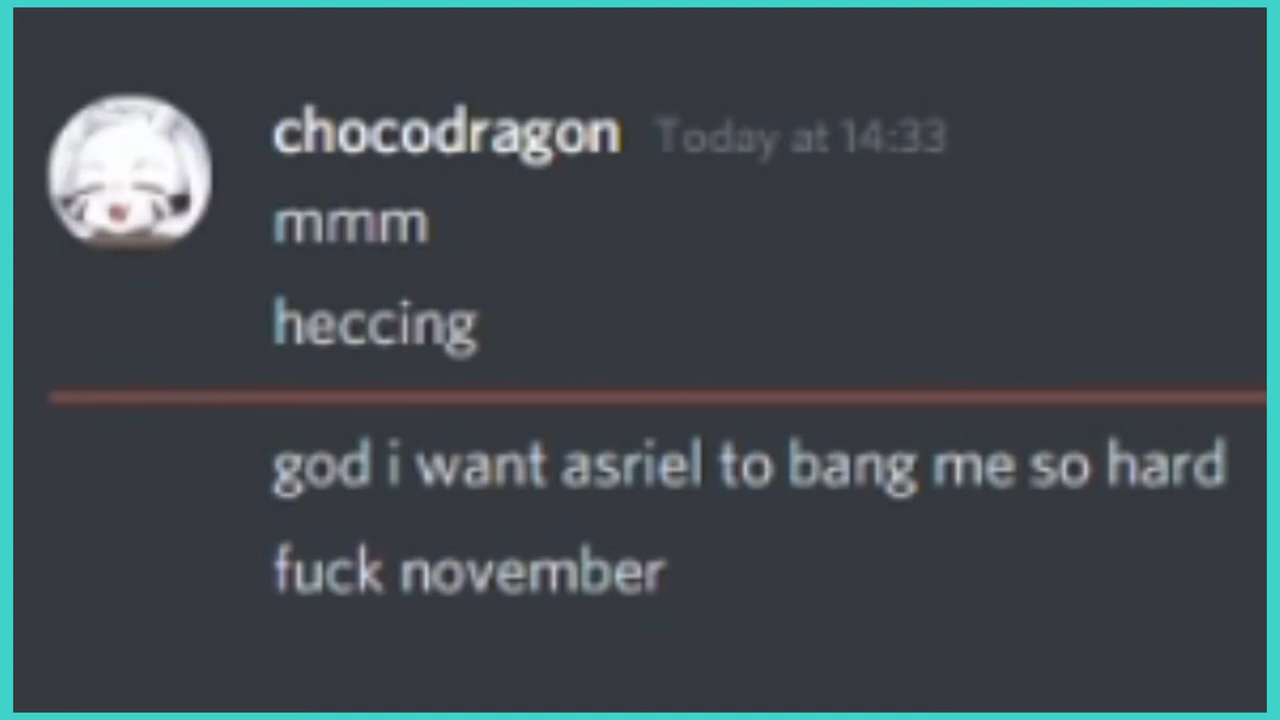 chocodragon Today at 14:33
mmm
heccing
god i want asriel to bang me so hard
fuck november